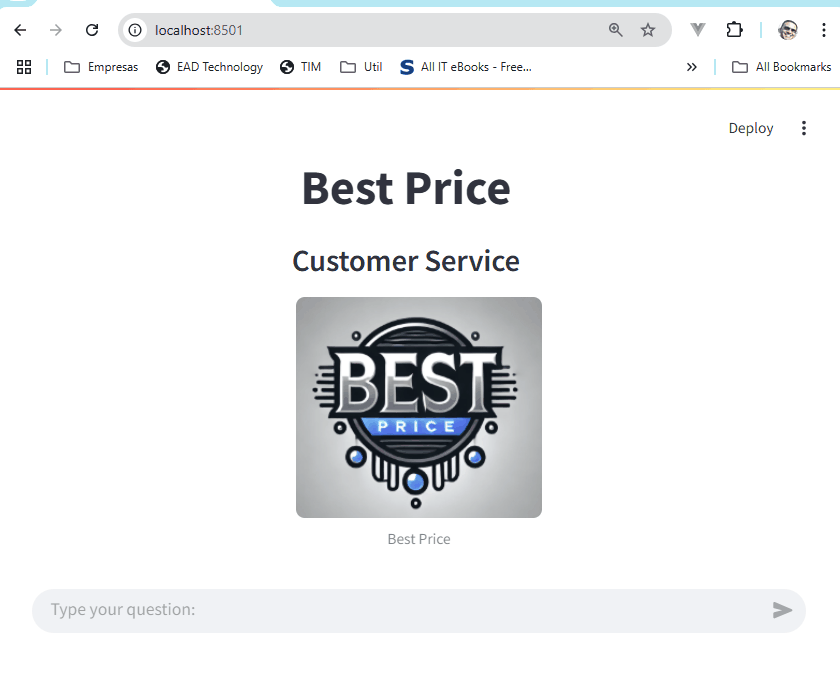 localhost:8501
Empresas EAD Technology TIM Util All IT eBooks - Free... » All Bookmarks
Deploy
Best Price
Customer Service
BEST
PRICE
Best Price
Type your question: